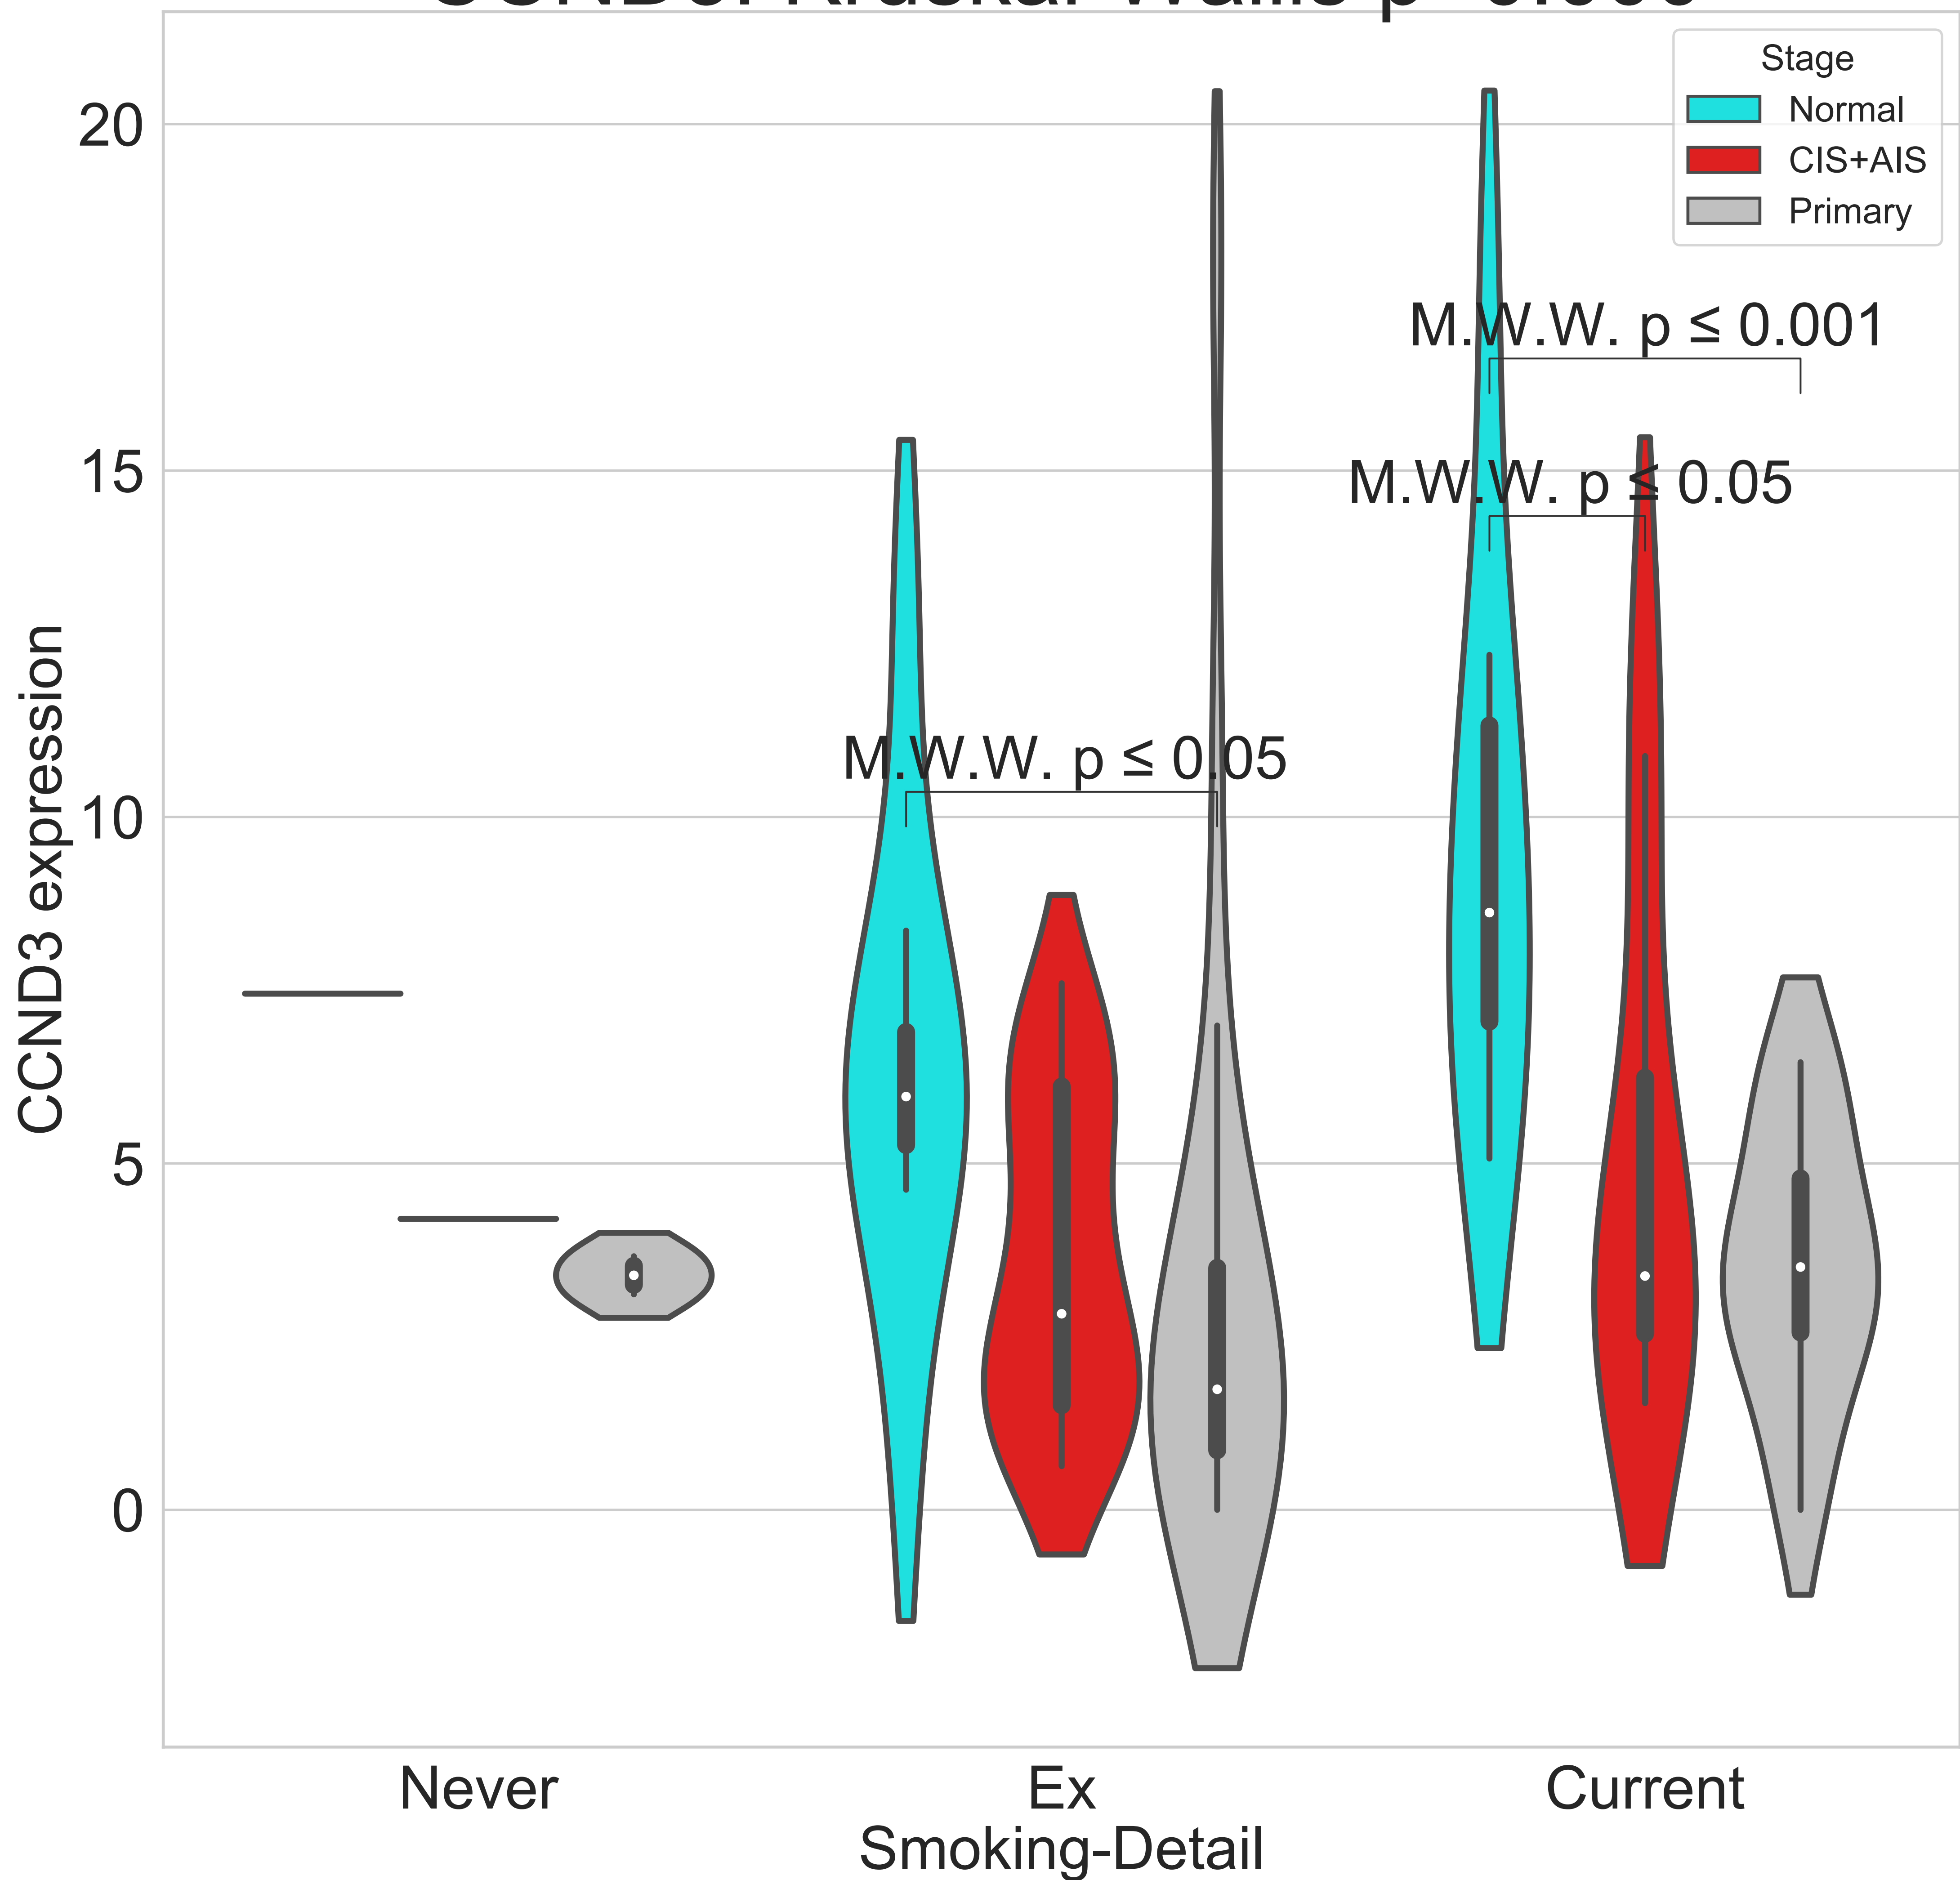 Stage
Normal
CIS+AIS
Primary
20
15
10
5
0
CCND3 expression
M.W.W. p ≤ 0.001
M.W.W. p ≤ 0.05
M.W.W. p ≤ 0.05
Never
Ex
Current
Smoking-Detail